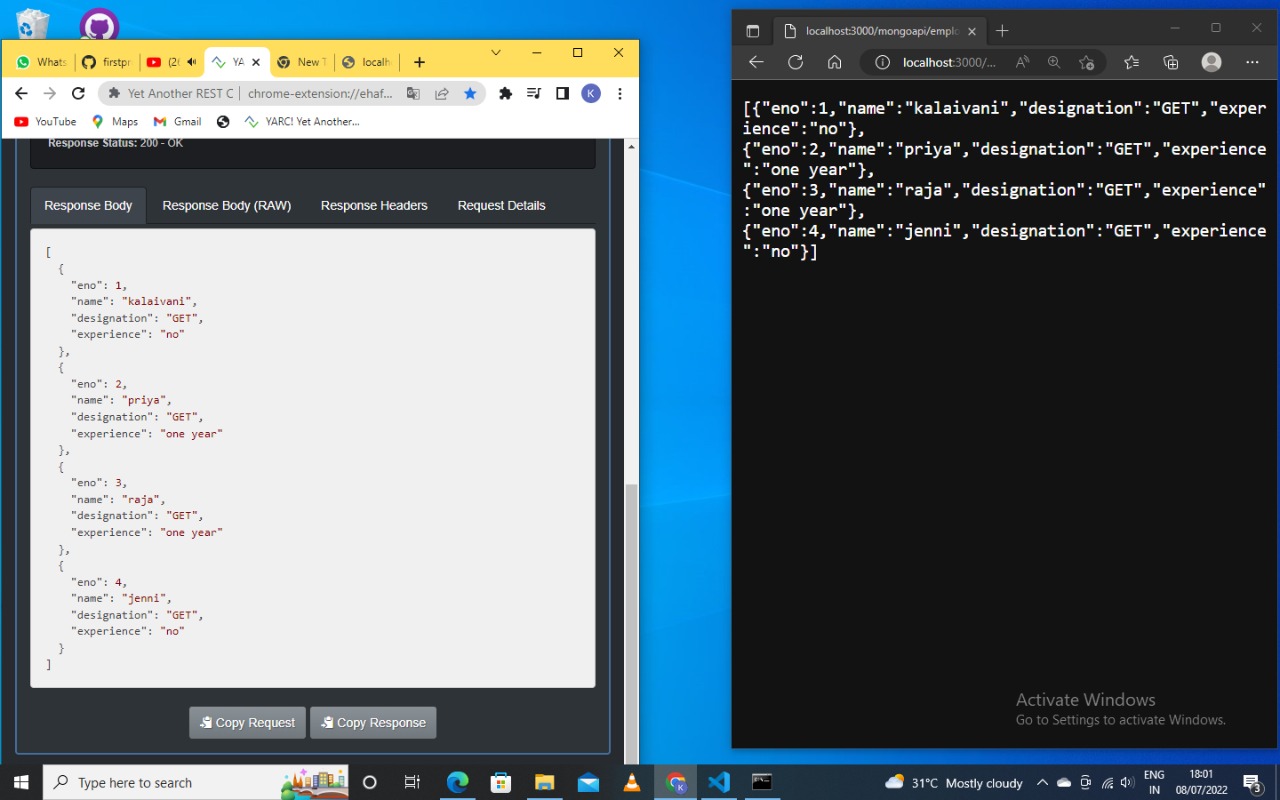 Whats
firstpr
(2(
YA
New T
localh
Yet Another REST C
chrome-extension://ehaf...
K
YouTube
Maps
Gmail
YARC! Yet Another...
Response Status: 200 - OK
Response Body
Response Body (RAW)
Response Headers
Request Details
[
{
"eno": 1,
"name": "kalaivani",
"designation": "GET",
"experience": "no"
},
{
"eno": 2,
"name": "priya",
"designation": "GET",
"experience": "one year"
},
{
"eno": 3,
"name": "raja",
"designation": "GET",
"experience": "one year"
},
{
"eno": 4,
"name": "jenni",
"designation": "GET",
"experience": "no"
}
]
Copy Request
Copy Response
localhost:3000/mongoapi/emplo
localhost:3000/...
[{"eno":1,"name":"kalaivani","designation":"GET","exper
ience":"no"},
{"eno":2,"name":"priya","designation":"GET","experience
":"one year"},
{"eno":3,"name":"raja","designation":"GET","experience"
:"one year"},
{"eno":4,"name":"jenni","designation":"GET","experience
":"no"}]
Activate Windows
Go to Settings to activate Windows.
Type here to search
K
31°C Mostly cloudy
ENG
IN
18:01
08/07/2022
3